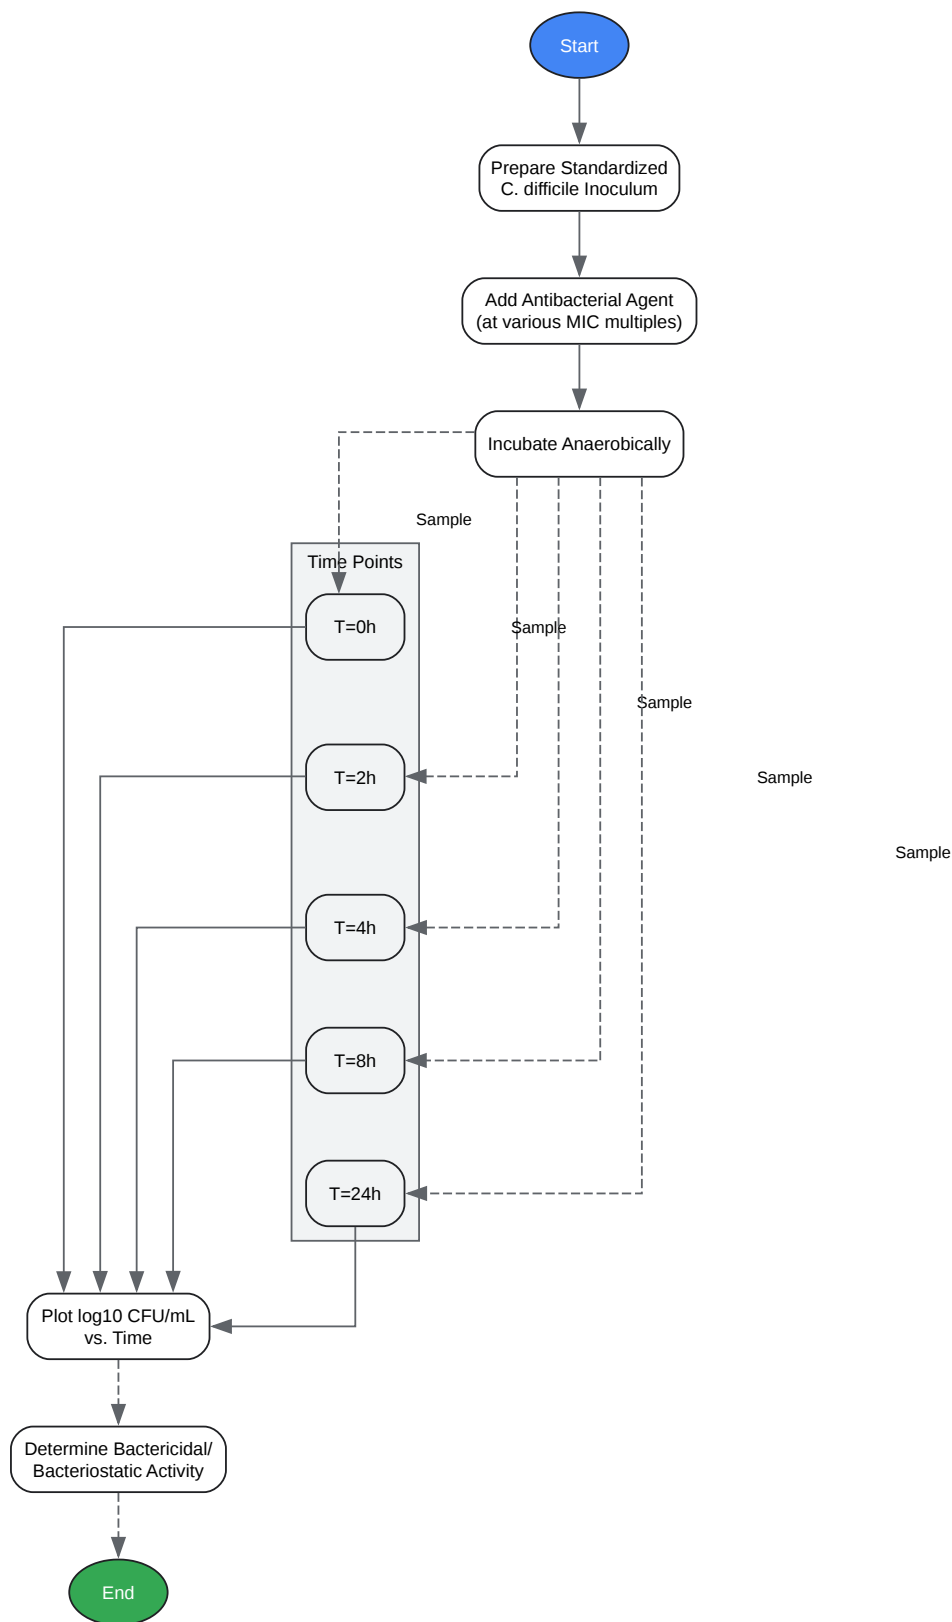 Start
Prepare Standardized
C. difficile Inoculum
Add Antibacterial Agent
(at various MIC multiples)
Incubate Anaerobically
Sample
Time Points
T=0h
Sample
Sample
T=2h
Sample
Sample
T=4h
T=8h
T=24h
Plot log10 CFU/mL
vs. Time
Determine Bactericidal/
Bacteriostatic Activity
End